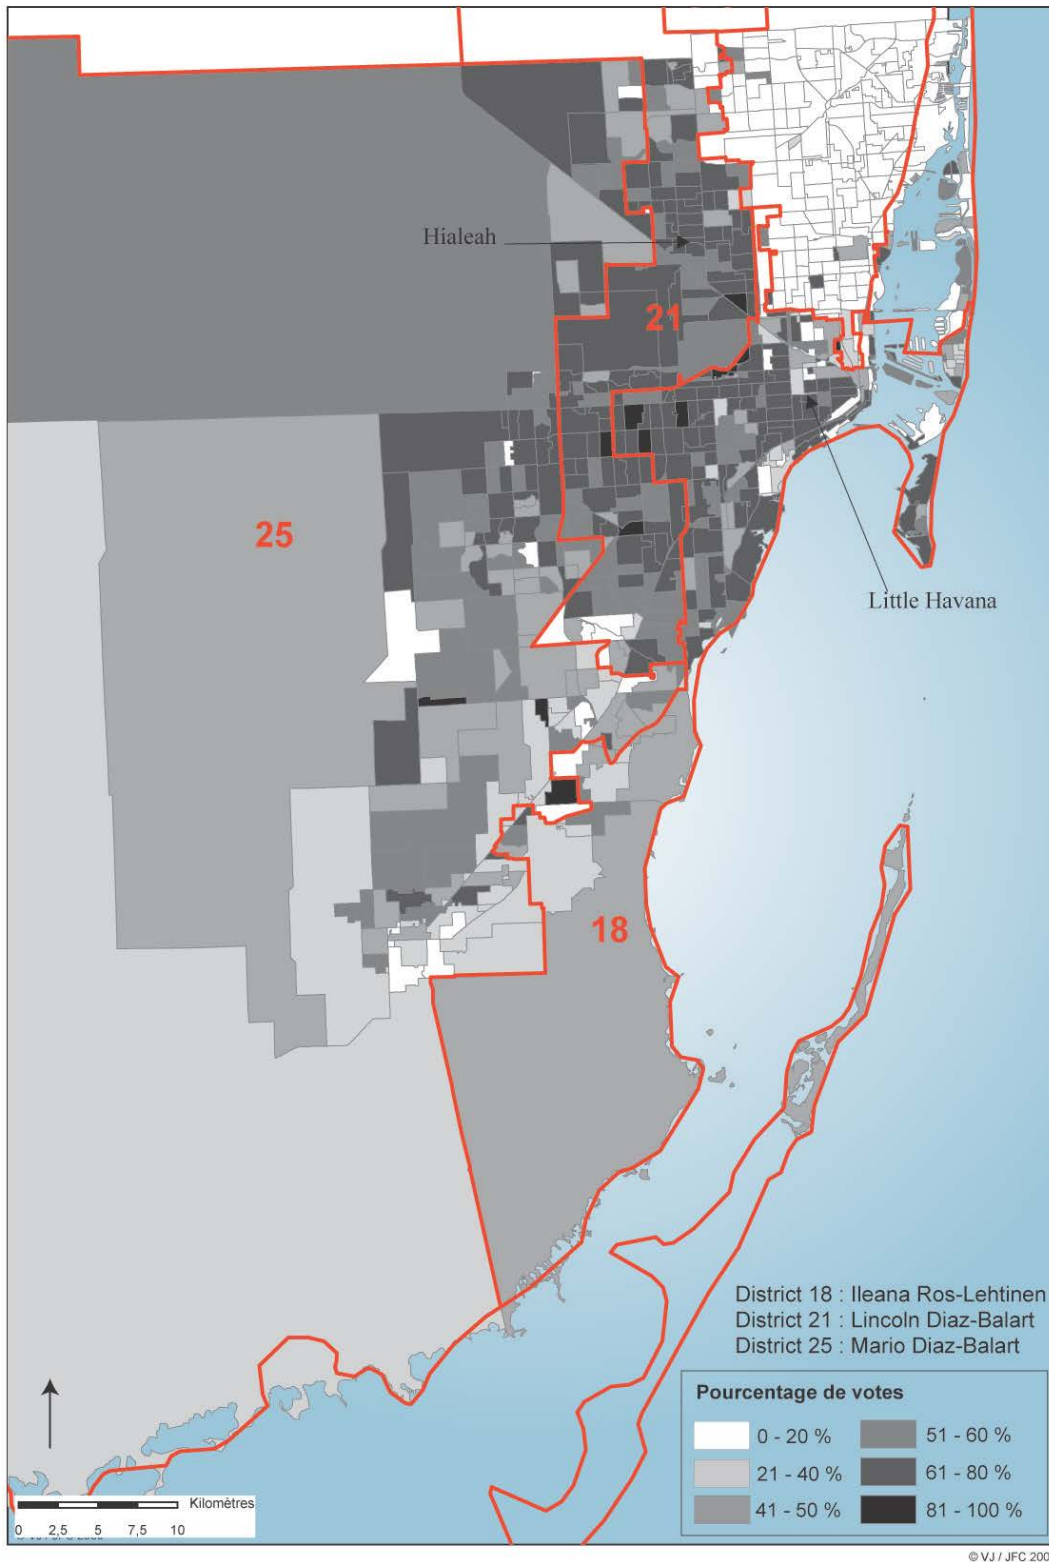 Hialeah
21
25
Little Havana
18
District 18 : Ileana Ros-Lehtinen
District 21 : Lincoln Diaz-Balart
District 25 : Mario Diaz-Balart
Pourcentage de votes
0 - 20 %
51 - 60 %
21 - 40 %
61 - 80 %
41 - 50 %
81 - 100 %
Kilomètres
0 2,5 5 7,5 10
© VJ / JFC 200